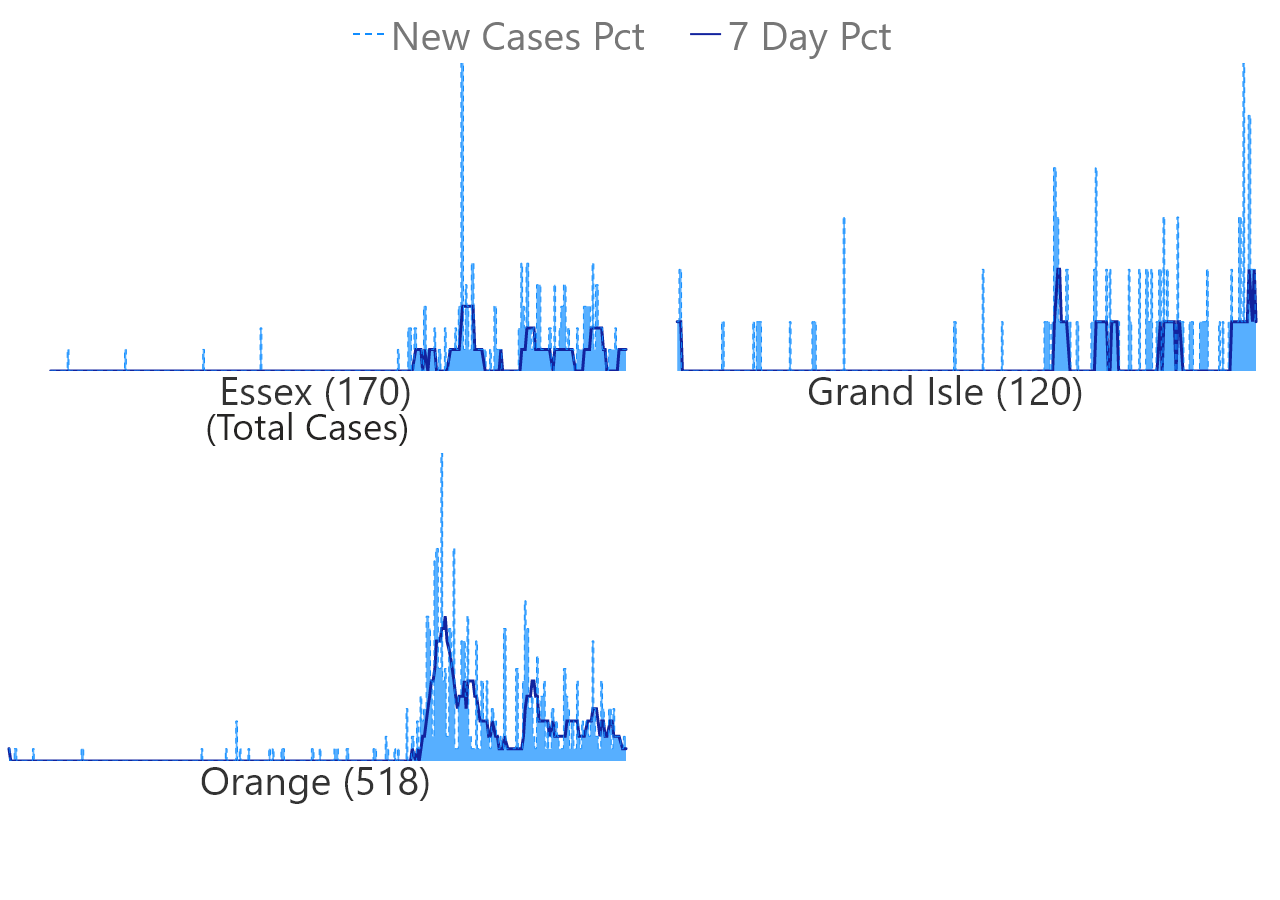 New Cases Pct 7 Day Pct
Essex (170)
(Total Cases)
Grand Isle (120)
Orange (518)